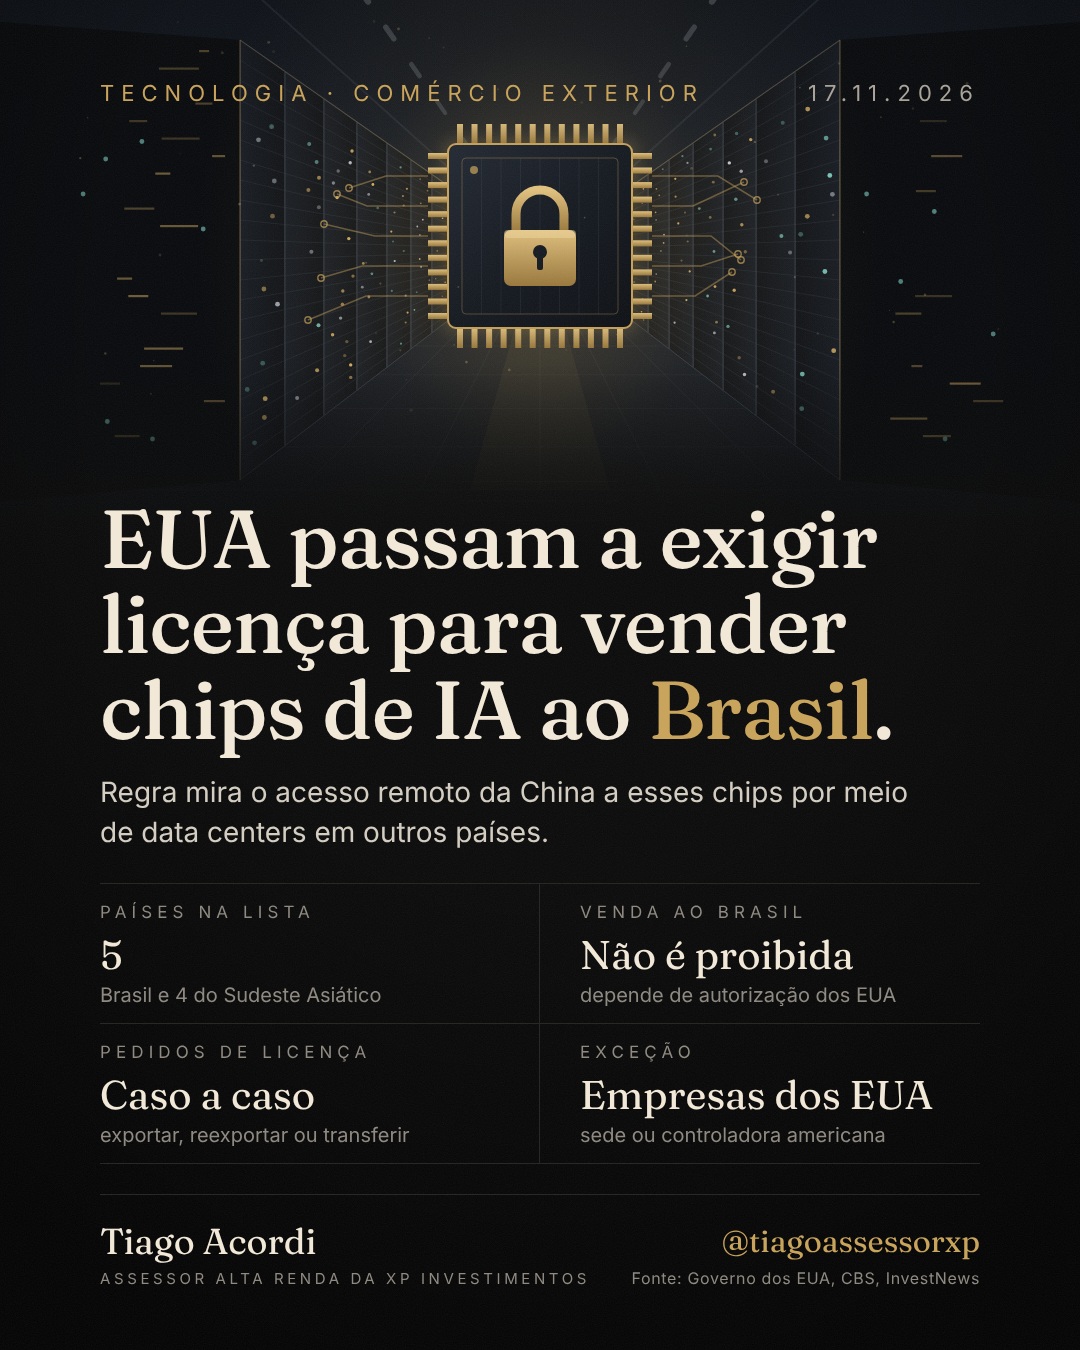 TECNOLOGIA · COMÉRCIO EXTERIOR
17.11.2026
EUA passam a exigir
licença para vender
chips de IA ao Brasil.
Regra mira o acesso remoto da China a esses chips por meio
de data centers em outros países.
PAÍSES NA LISTA
5
Brasil e 4 do Sudeste Asiático
VENDA AO BRASIL
Não é proibida
depende de autorização dos EUA
PEDIDOS DE LICENÇA
Caso a caso
exportar, reexportar ou transferir
EXCEÇÃO
Empresas dos EUA
sede ou controladora americana
Tiago Acordi
ASSESSOR ALTA RENDA DA XP INVESTIMENTOS
@tiagoassessorxp
Fonte: Governo dos EUA, CBS, InvestNews